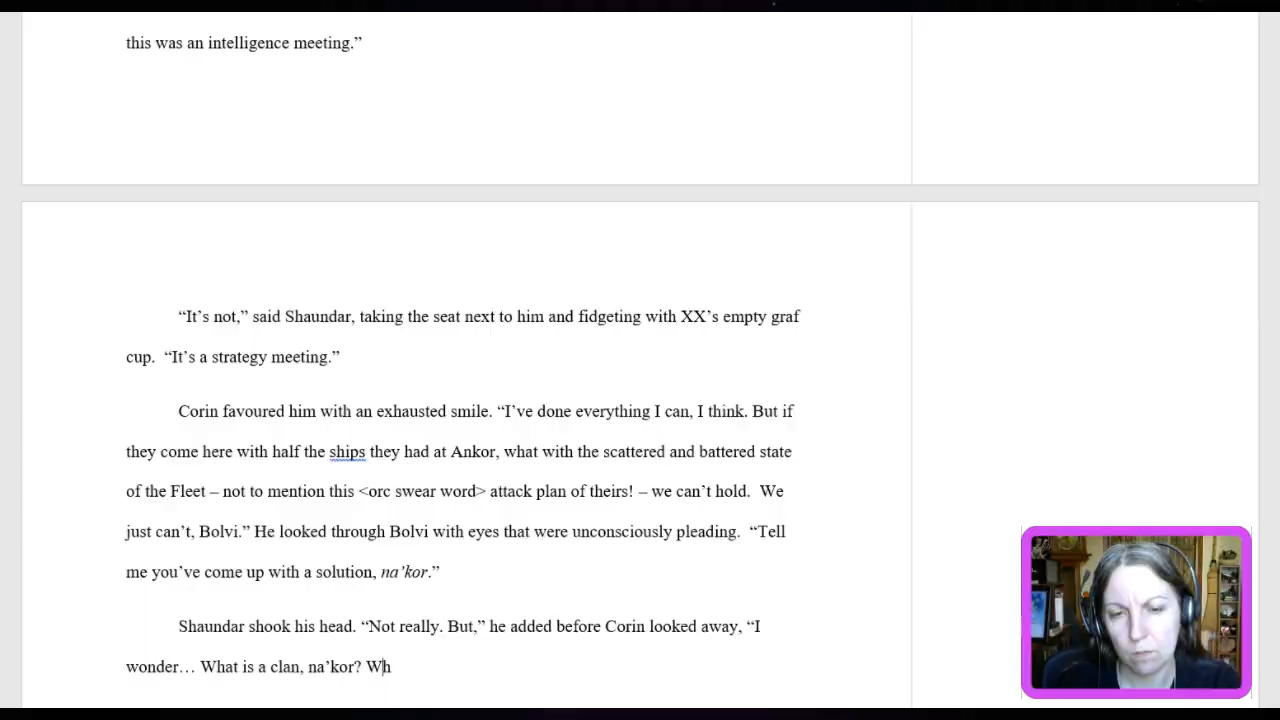 this was an intelligence meeting.”
“It’s not,” said Shaundar, taking the seat next to him and fidgeting with XX’s empty graf
cup.  “It’s a strategy meeting.”
Corin favoured him with an exhausted smile. “I’ve done everything I can, I think. But if
they come here with half the ships they had at Ankor, what with the scattered and battered state
of the Fleet – not to mention this <orc swear word> attack plan of theirs! – we can’t hold.  We
just can’t, Bolvi.” He looked through Bolvi with eyes that were unconsciously pleading.  “Tell
me you’ve come up with a solution, na’kor.”
Shaundar shook his head. “Not really. But,” he added before Corin looked away, “I
wonder… What is a clan, na’kor? Wh